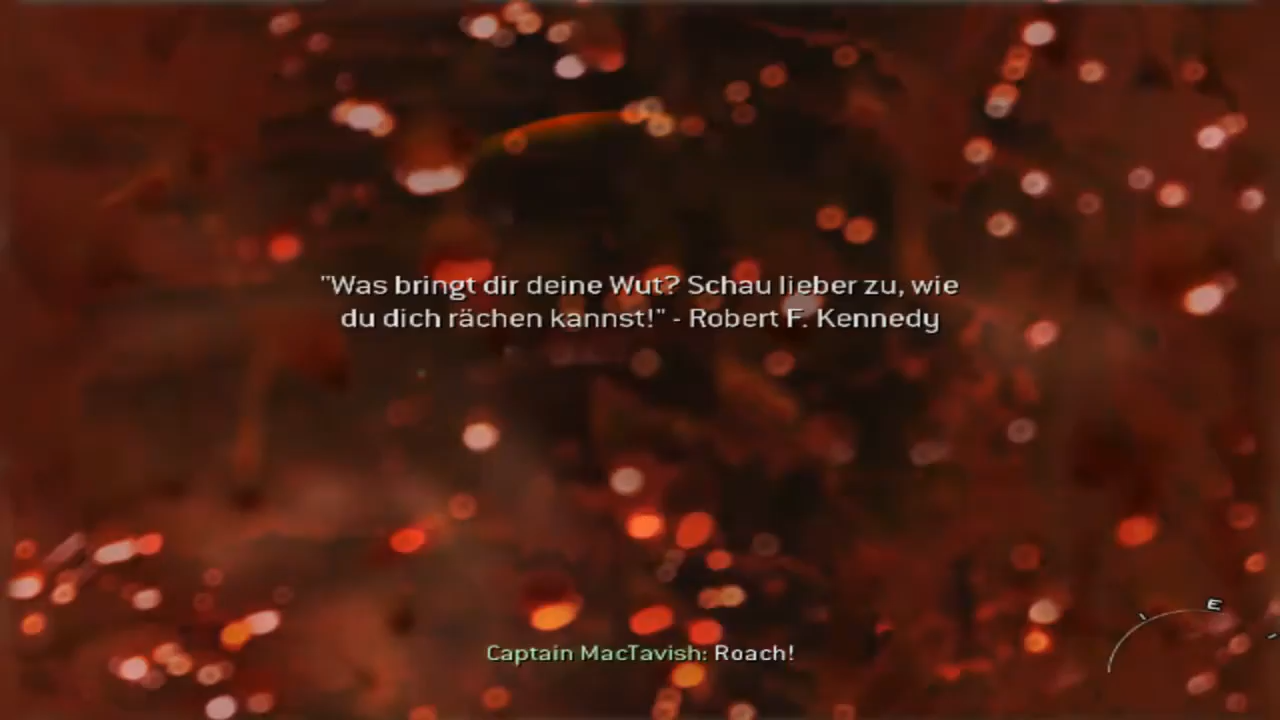 "Was bringt dir deine Wut? Schau lieber zu, wie
du dich rächen kannst!" - Robert F. Kennedy
E
Captain MacTavish: Roach!